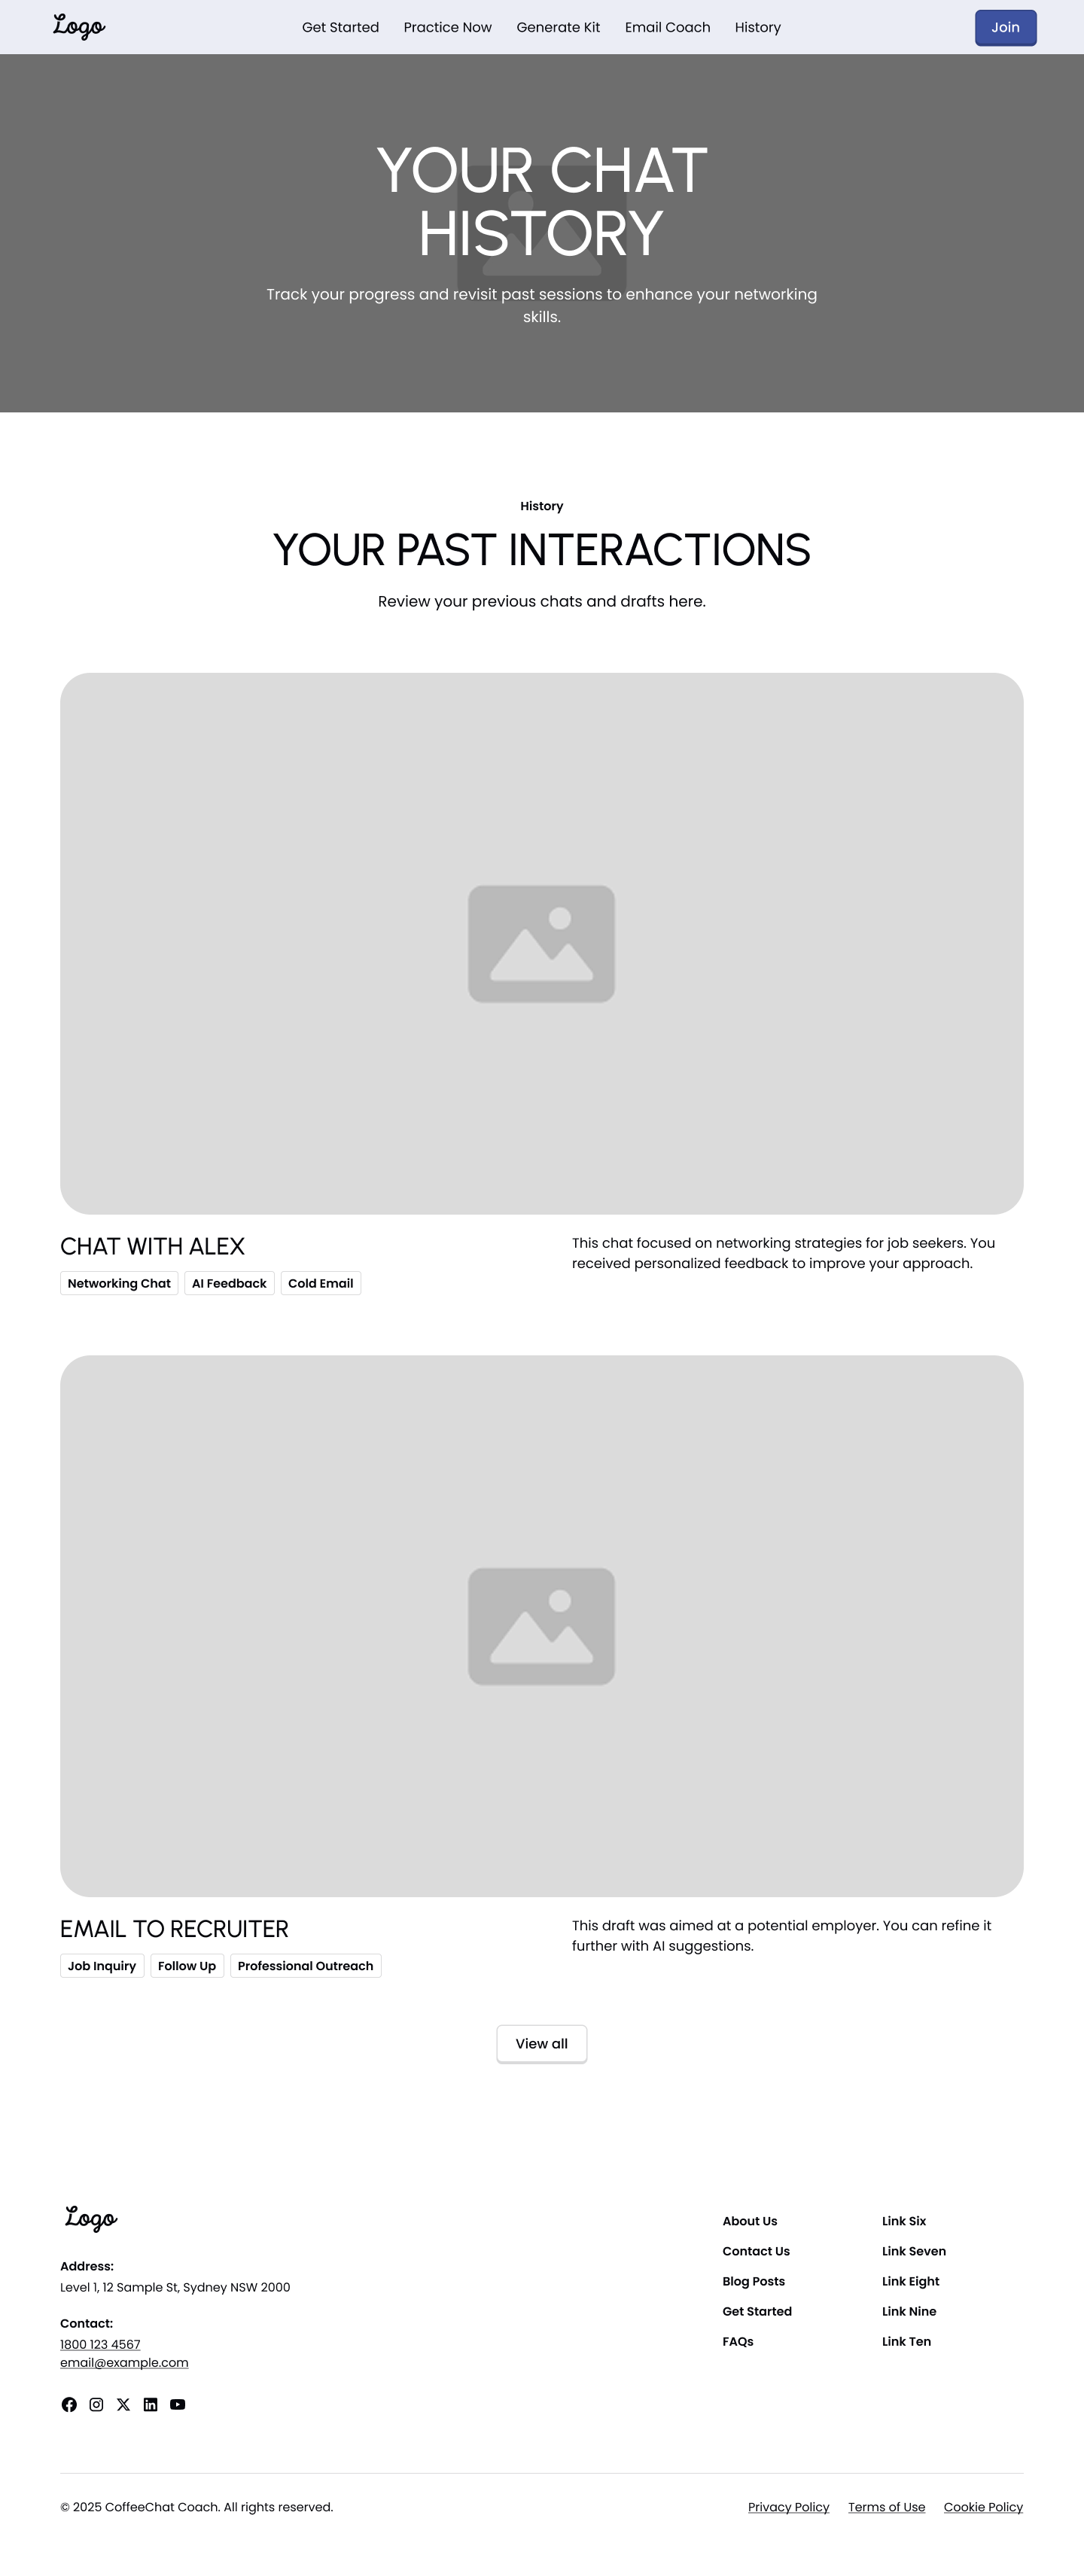 Logo
Get Started
Practice Now
Generate Kit
Email Coach
History
Join
YOUR CHAT
HISTORY
Track your progress and revisit past sessions to enhance your networking
skills.
History
YOUR PAST INTERACTIONS
Review your previous chats and drafts here.
CHAT WITH ALEX
Networking Chat
AI Feedback
Cold Email
This chat focused on networking strategies for job seekers. You
received personalized feedback to improve your approach.
EMAIL TO RECRUITER
Job Inquiry
Follow Up
Professional Outreach
This draft was aimed at a potential employer. You can refine it
further with AI suggestions.
View all
Logo
Address:
Level 1, 12 Sample St, Sydney NSW 2000
Contact:
1800 123 4567
email@example.com
About Us
Contact Us
Blog Posts
Get Started
FAQs
Link Six
Link Seven
Link Eight
Link Nine
Link Ten
© 2025 CoffeeChat Coach. All rights reserved.
Privacy Policy
Terms of Use
Cookie Policy